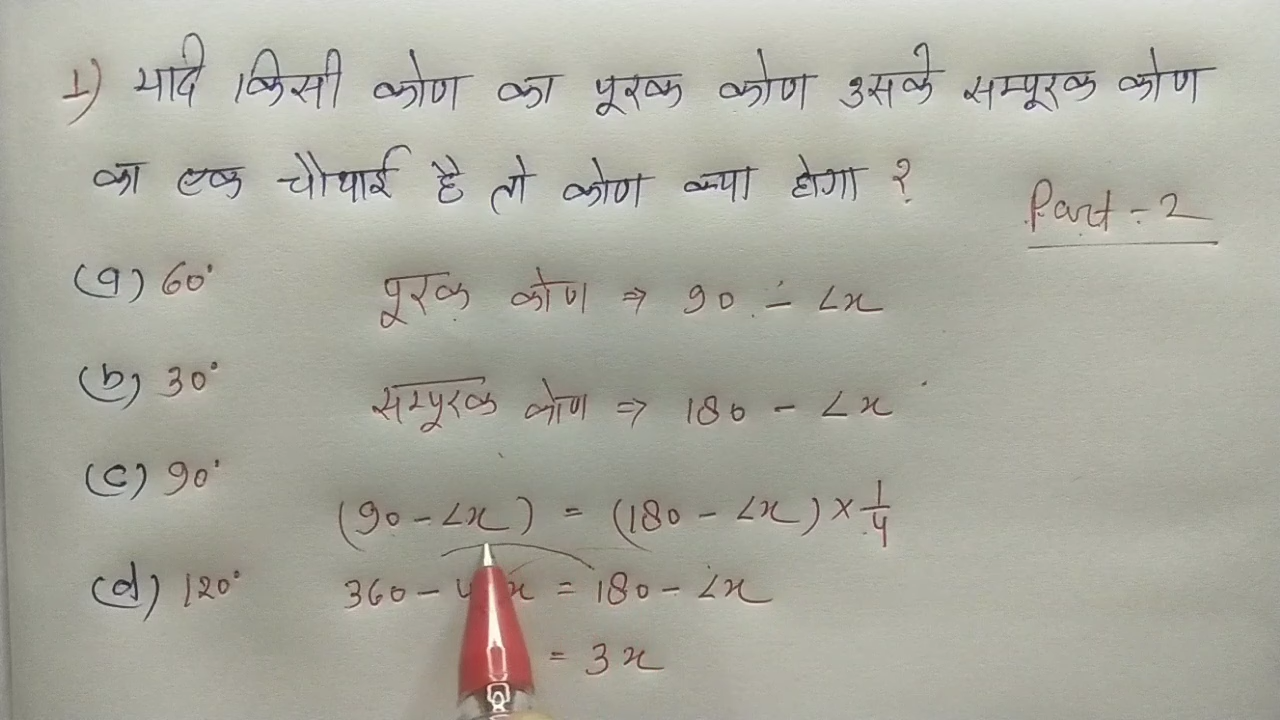 1) यदि किसी कोण का पूरक कोण उसके सम्पूरक कोण
का एक चौथाई है तो कोण क्या होगा ?
Part - 2
(a) 60°
पूरक कोण ⇒ 90 - ∠x
(b) 30°
सम्पूरक कोण ⇒ 180 - ∠x
(c) 90°
(90 - ∠x) = (180 - ∠x) × 1/4
(d) 120°
360 - 4 x = 180 - ∠x
= 3x